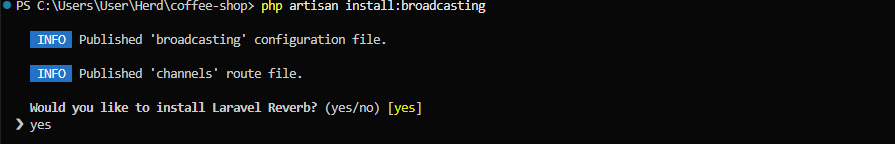 PS C:\Users\User\Herd\coffee-shop> php artisan install:broadcasting
INFO Published 'broadcasting' configuration file.
INFO Published 'channels' route file.
Would you like to install Laravel Reverb? (yes/no) [yes]
❯ yes